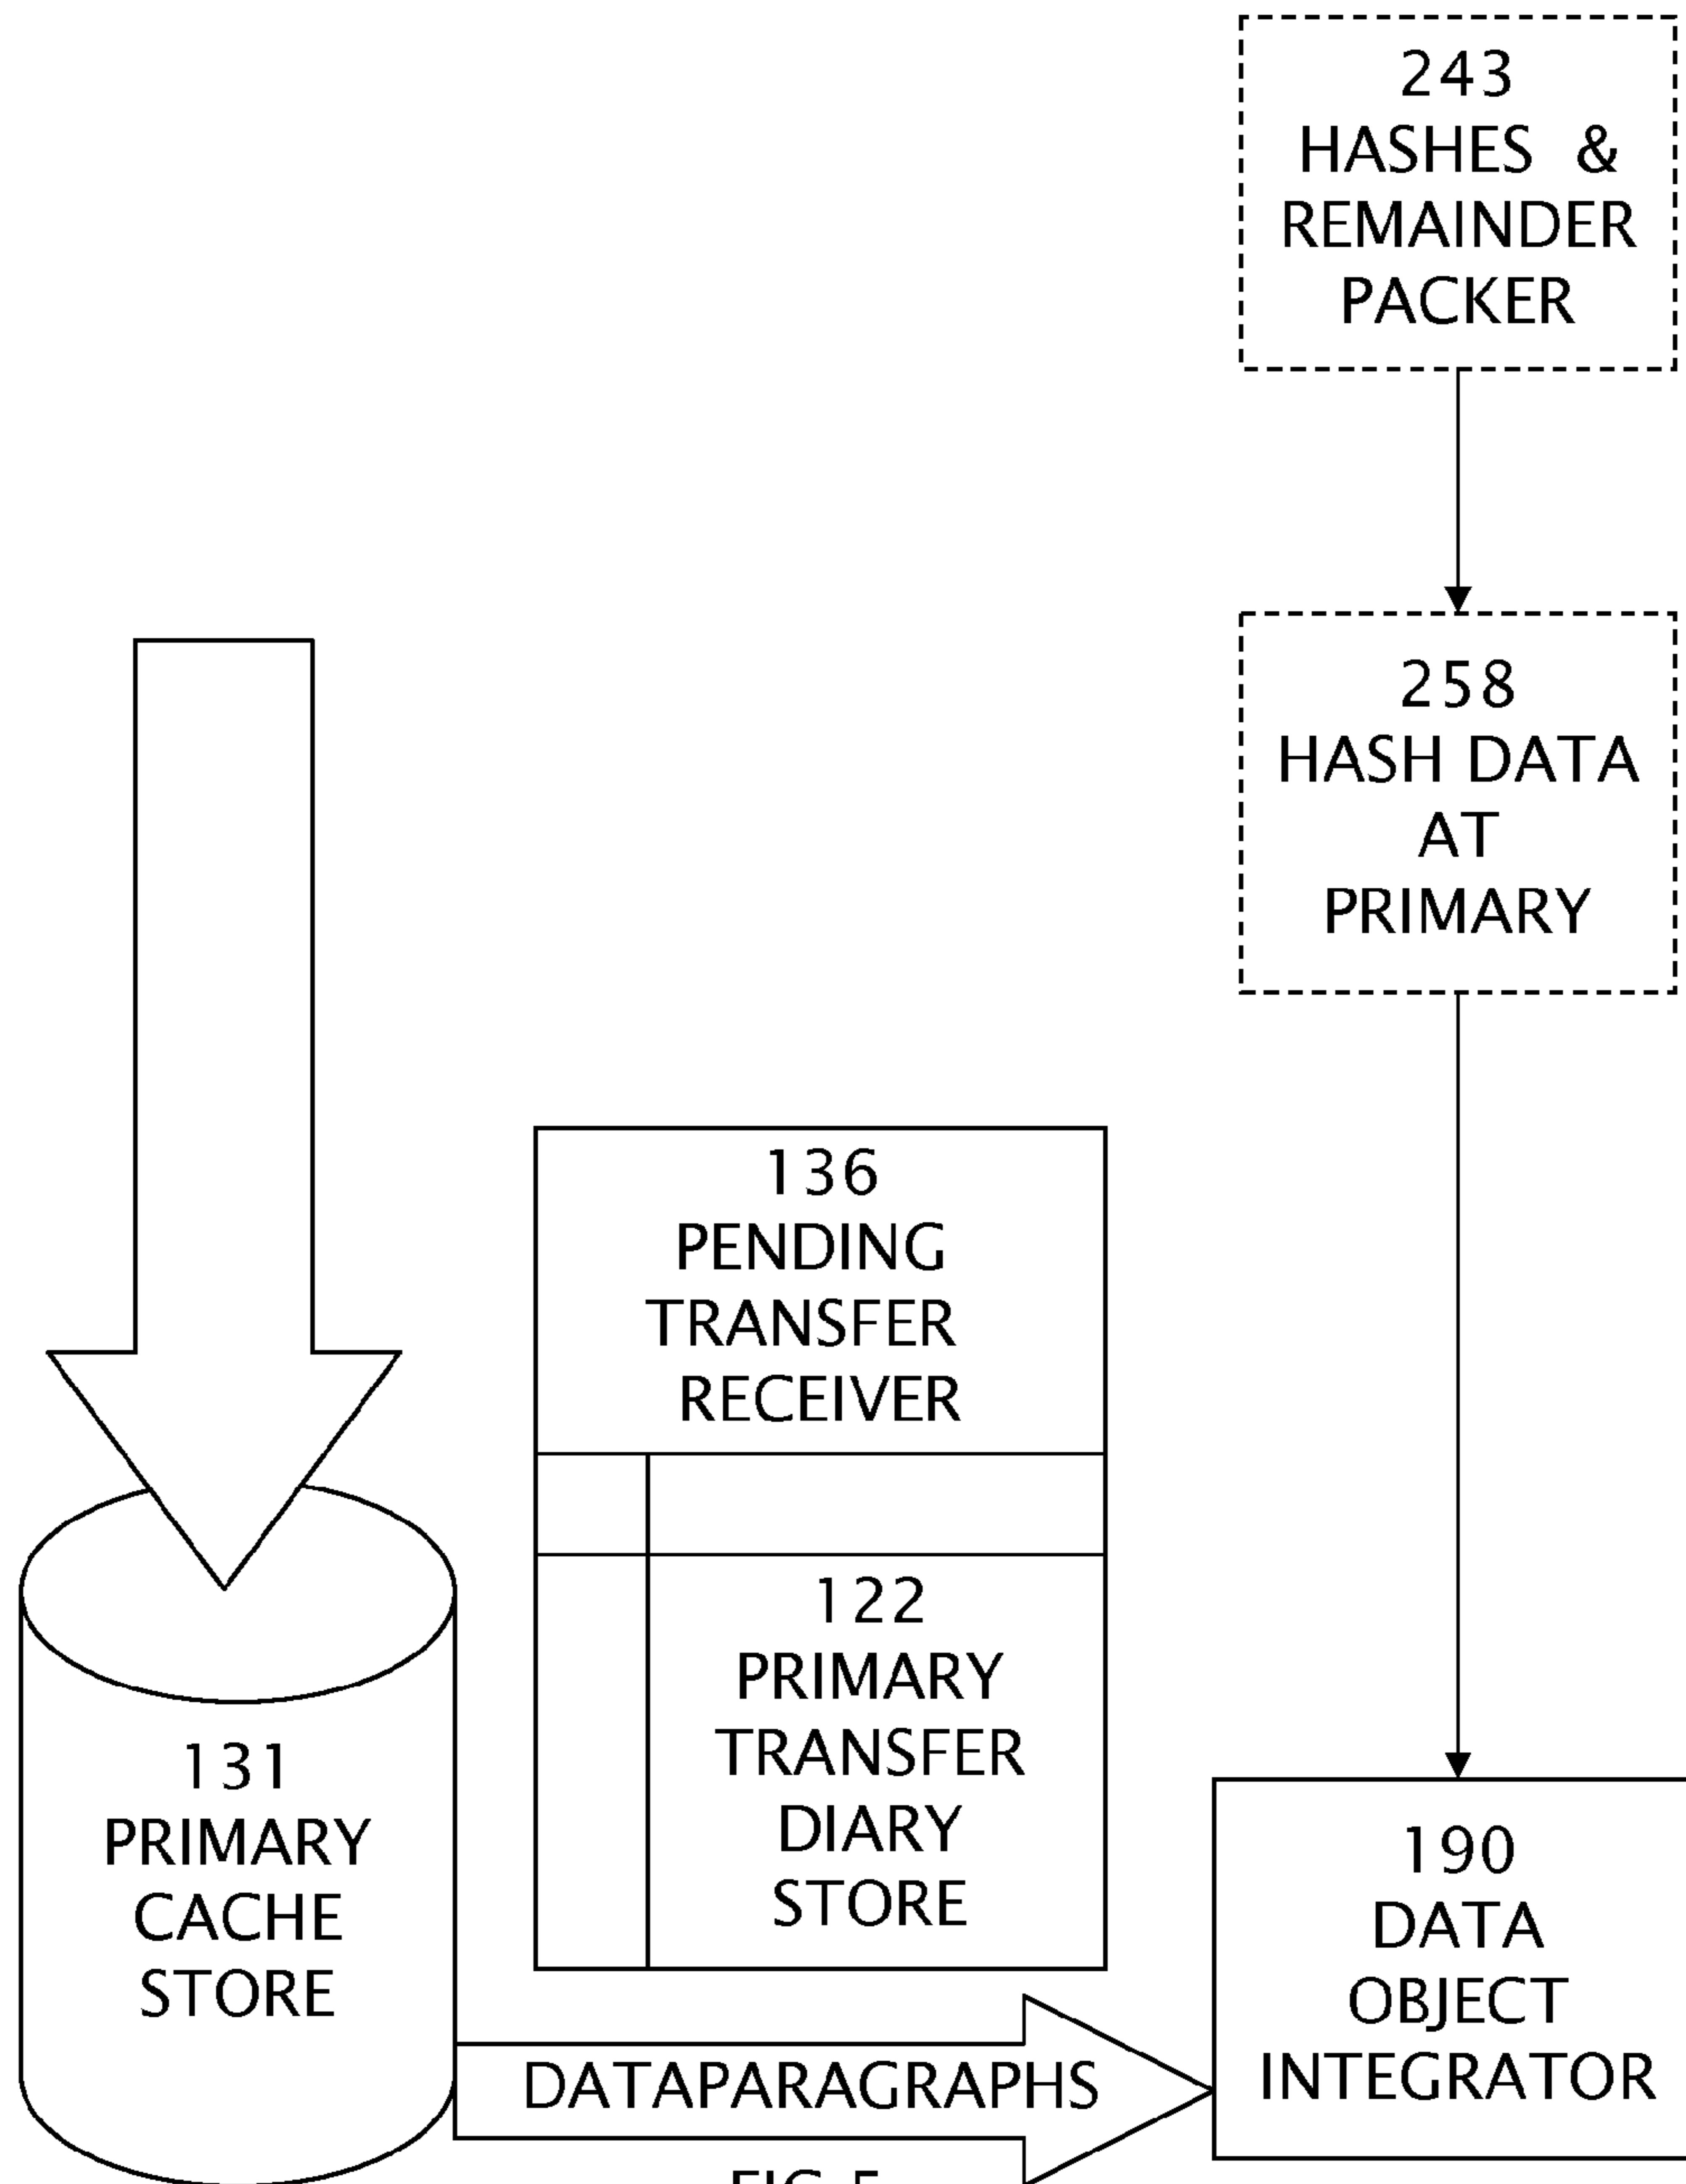 243
HASHES &
REMAINDER
PACKER
258
HASH DATA
AT
PRIMARY
136
PENDING
TRANSFER
RECEIVER
122
PRIMARY
TRANSFER
DIARY
STORE
131
PRIMARY
CACHE
STORE
190
DATA
OBJECT
INTEGRATOR
DATAPARAGRAPHS